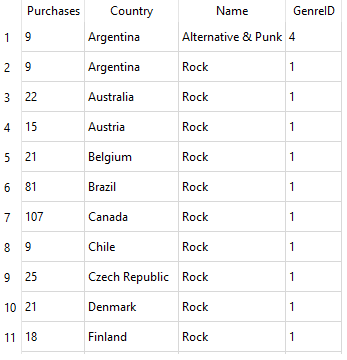 Purchases Country Name GenreID
1 9 Argentina Alternative & Punk 4
2 9 Argentina Rock 1
3 22 Australia Rock 1
4 15 Austria Rock 1
5 21 Belgium Rock 1
6 81 Brazil Rock 1
7 107 Canada Rock 1
8 9 Chile Rock 1
9 25 Czech Republic Rock 1
10 21 Denmark Rock 1
11 18 Finland Rock 1